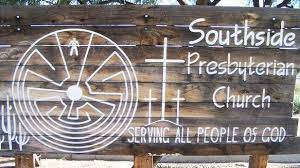 Southside
Presbyterian
Church
SERVING ALL PEOPLE OF GOD